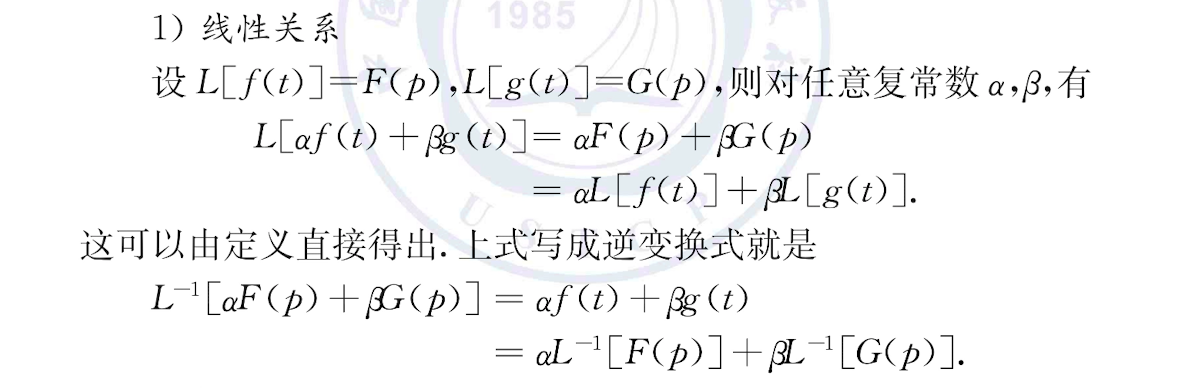 1985
1) 线性关系
设 L[f(t)]=F(p),L[g(t)]=G(p),则对任意复常数 α,β,有
L[αf(t)+βg(t)]= αF(p)+βG(p)
= αL[f(t)]+βL[g(t)].
这可以由定义直接得出. 上式写成逆变换式就是
L⁻¹[αF(p)+βG(p)] = αf(t)+βg(t)
= αL⁻¹[F(p)]+βL⁻¹[G(p)].